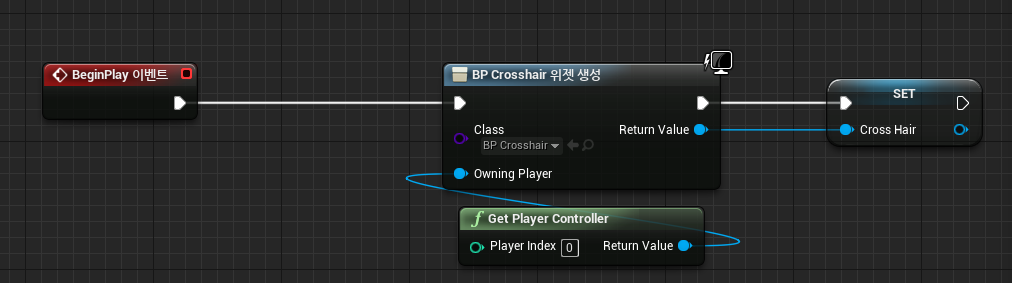 BeginPlay 이벤트
BP Crosshair 위젯 생성
SET
Class
Return Value
Cross Hair
BP Crosshair
Owning Player
f Get Player Controller
Player Index 0 Return Value